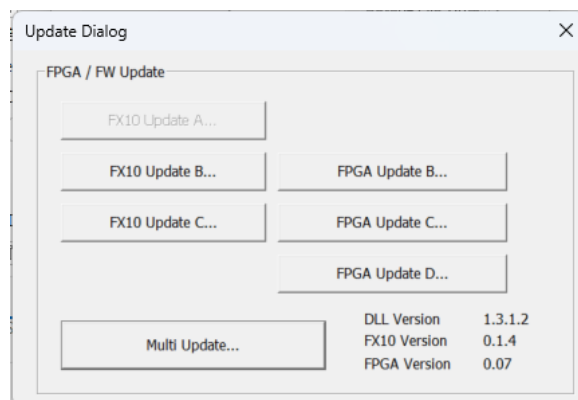 Update Dialog
FPGA / FW Update
FX10 Update A...
FX10 Update B...
FPGA Update B...
FX10 Update C...
FPGA Update C...
FPGA Update D...
Multi Update...
DLL Version 1.3.1.2
FX10 Version 0.1.4
FPGA Version 0.07